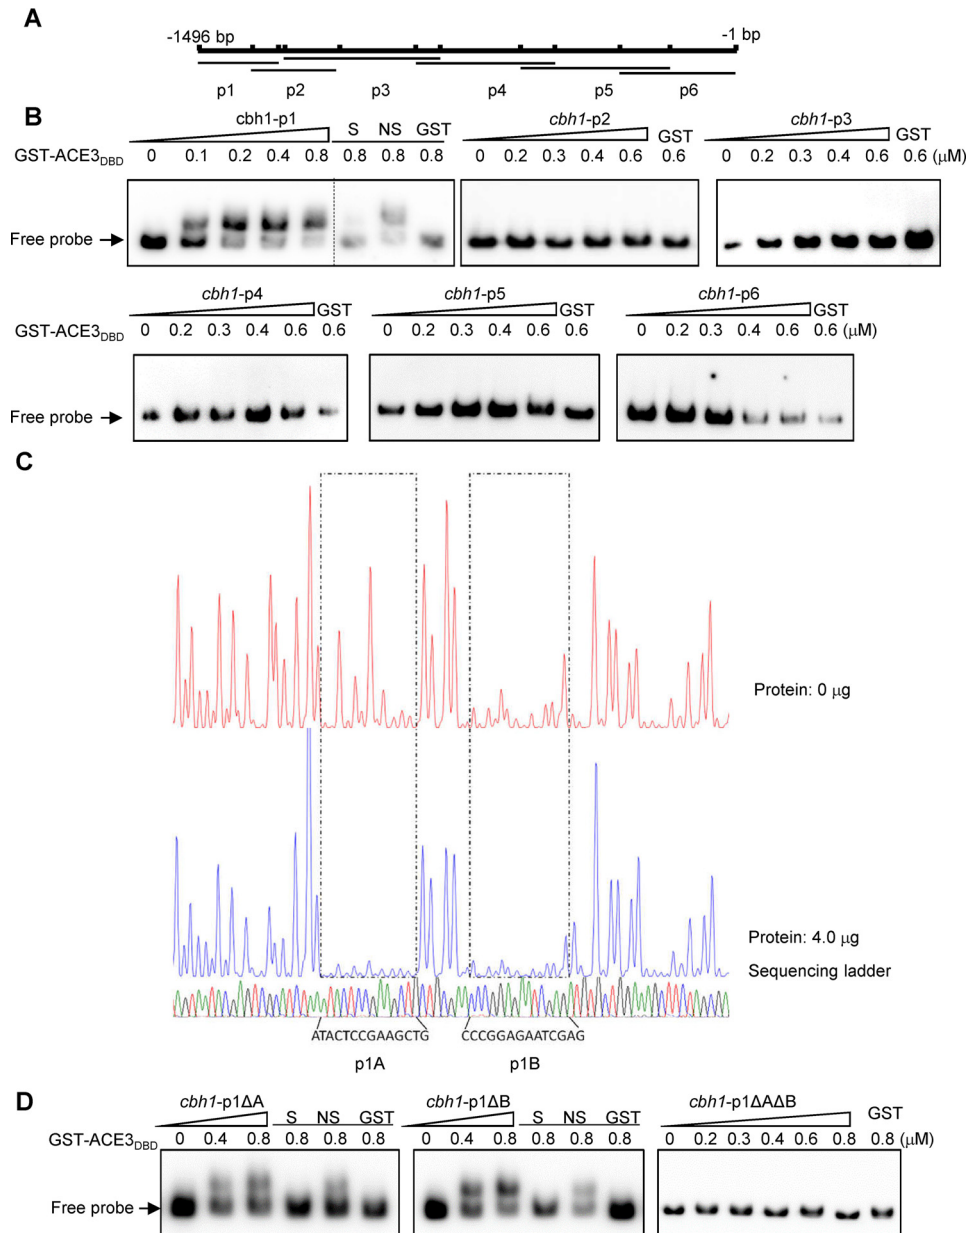 A
-1496 bp -1 bp
p1 p2 p3 p4 p5 p6
B
cbh1-p1 S NS GST cbh1-p2 GST cbh1-p3 GST
GST-ACE3DBD 0 0.1 0.2 0.4 0.8 0.8 0.8 0.8 0 0.2 0.3 0.4 0.6 0.6 0 0.2 0.3 0.4 0.6 0.6 (μM)
Free probe
cbh1-p4 GST cbh1-p5 GST cbh1-p6 GST
GST-ACE3DBD 0 0.2 0.3 0.4 0.6 0.6 0 0.2 0.3 0.4 0.6 0.6 0 0.2 0.3 0.4 0.6 0.6 (μM)
Free probe
C
Protein: 0 μg
Protein: 4.0 μg
Sequencing ladder
ATACTCCGAAGCTG CCCGGAGAATCGAG
p1A p1B
D
cbh1-p1ΔA S NS GST cbh1-p1ΔB S NS GST cbh1-p1ΔAΔB GST
GST-ACE3DBD 0 0.4 0.8 0.8 0.8 0.8 0 0.4 0.8 0.8 0.8 0.8 0 0.2 0.3 0.4 0.6 0.8 0.8 (μM)
Free probe